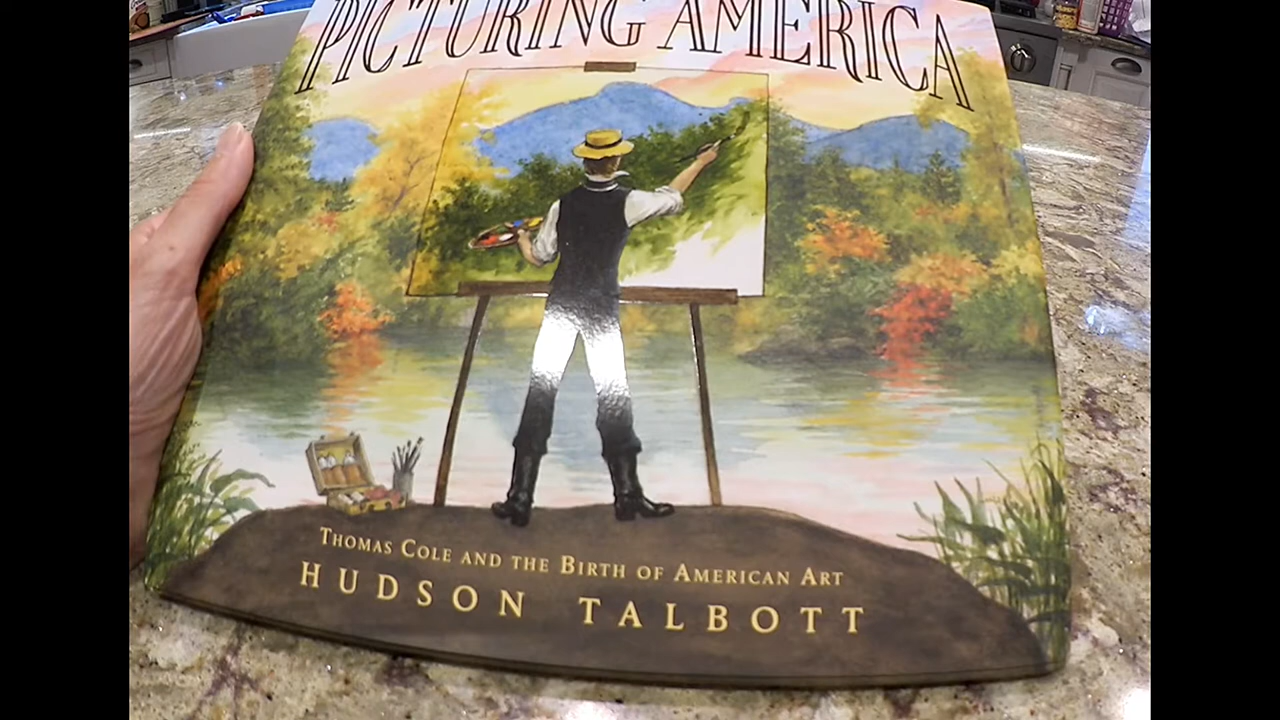 PICTURING AMERICA
THOMAS COLE AND THE BIRTH OF AMERICAN ART
HUDSON TALBOTT